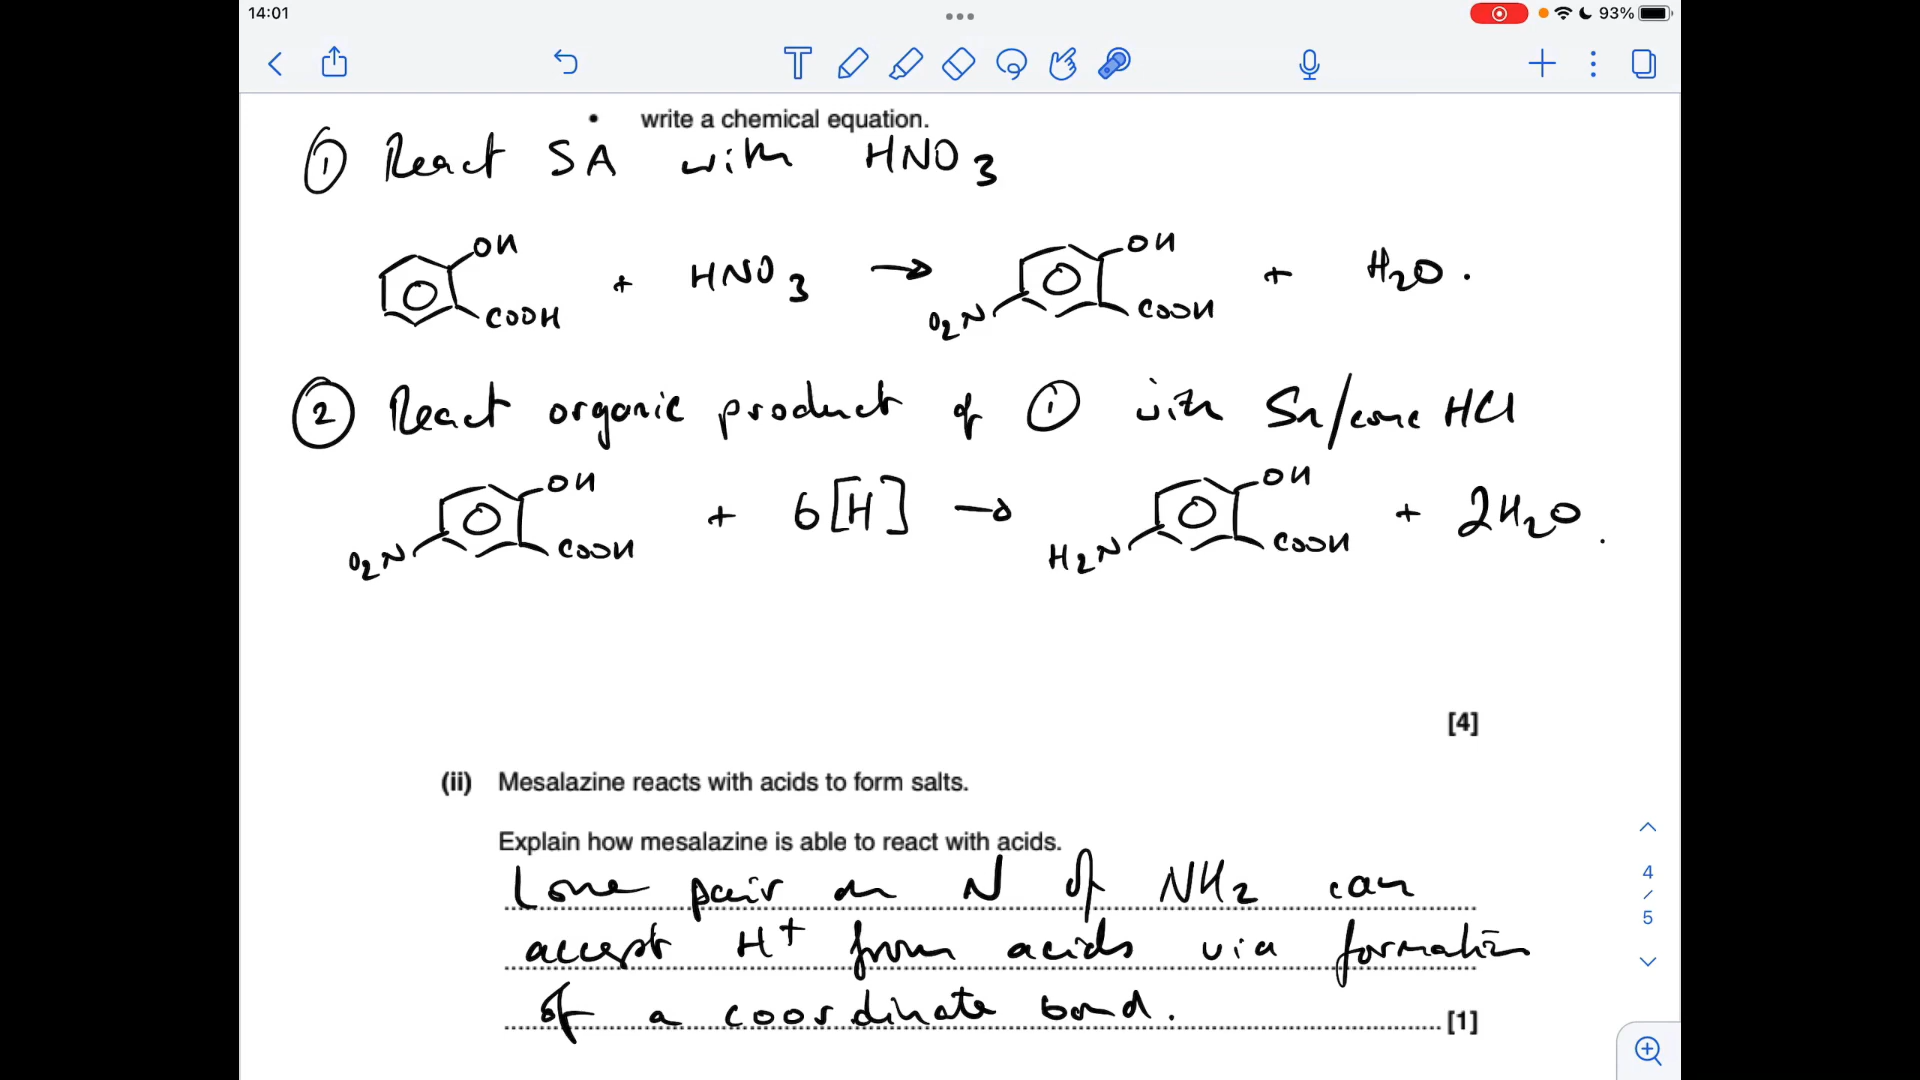 14:01
93%
• write a chemical equation.
① React SA with HNO3
OH
COOH
+ HNO3 →
OH
O2N
COOH
+ H2O.
② React organic product of ① with Sn/conc HCl
OH
O2N
COOH
+ 6[H] →
OH
H2N
COOH
+ 2H2O.
[4]
(ii) Mesalazine reacts with acids to form salts.
Explain how mesalazine is able to react with acids.
Lone pair on N of NH2 can
accept H+ from acids via formation
of a coordinate bond.
[1]
4
/
5